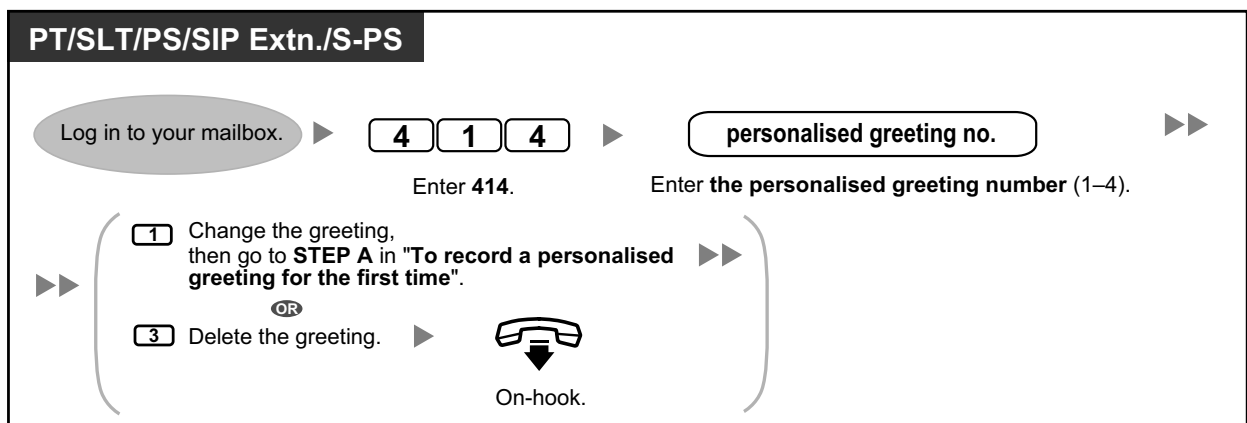 PT/SLT/PS/SIP Extn./S-PS
Log in to your mailbox.
4 1 4
personalised greeting no.
Enter 414.
Enter the personalised greeting number (1–4).
1 Change the greeting,
then go to STEP A in "To record a personalised
greeting for the first time".
OR
3 Delete the greeting.
On-hook.